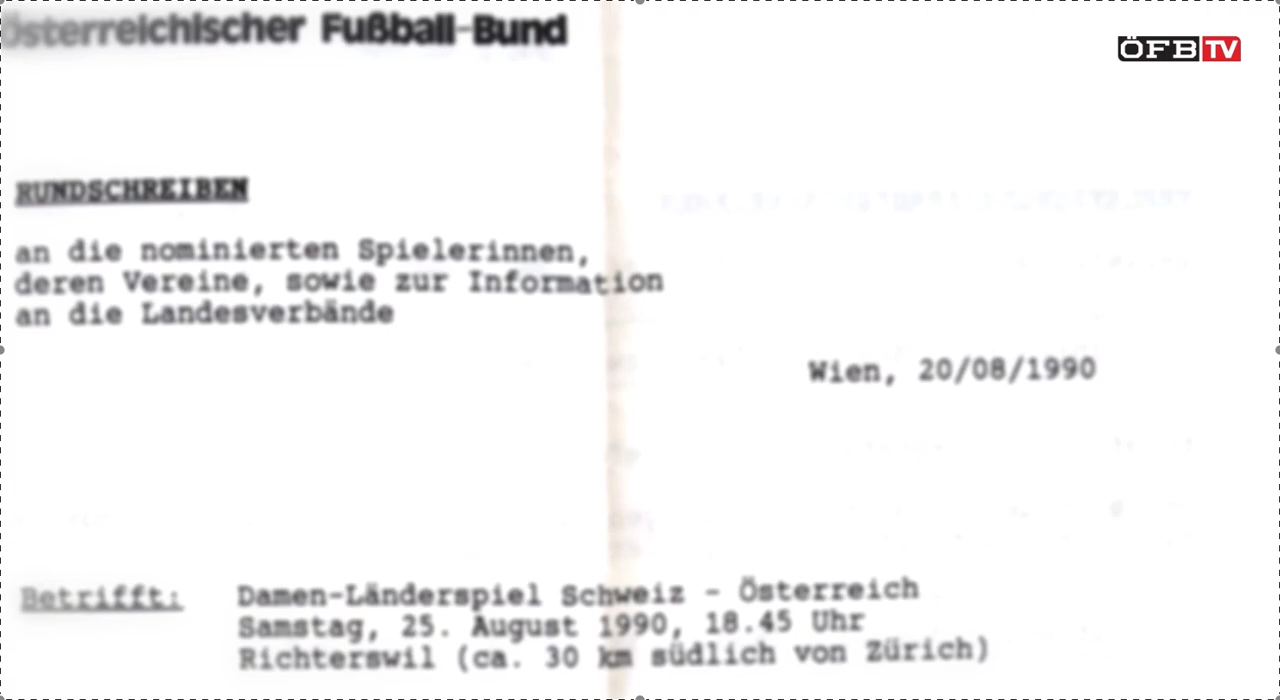 Österreichischer Fußball-Bund
ÖFB TV
RUNDSCHREIBEN
an die nominierten Spielerinnen,
deren Vereine, sowie zur Information
an die Landesverbände
Wien, 20/08/1990
Betrifft: Damen-Länderspiel Schweiz - Österreich
Samstag, 25. August 1990, 18.45 Uhr
Richterswil (ca. 30 km südlich von Zürich)